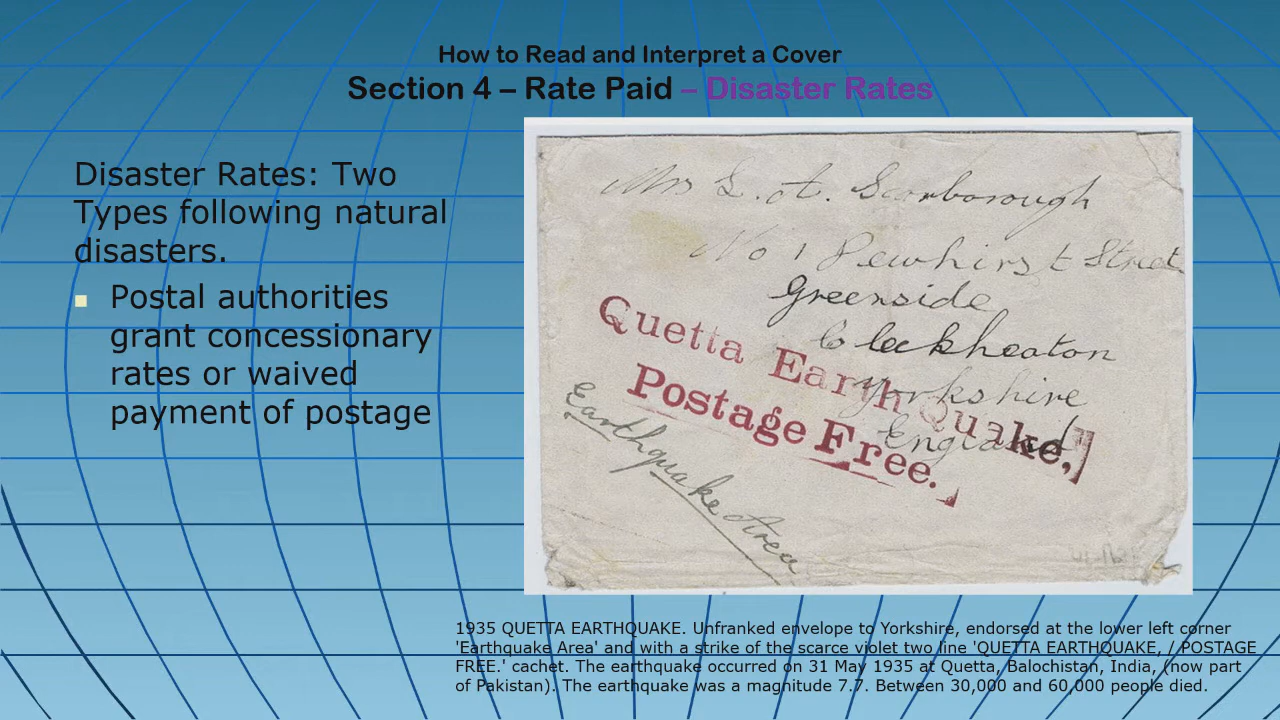 How to Read and Interpret a Cover
Section 4 – Rate Paid – Disaster Rates
Disaster Rates: Two
Types following natural
disasters.
Postal authorities
grant concessionary
rates or waived
payment of postage
Mrs L. A. Scarborough
No 1 Pewhirst Street
Greenside
Cleckheaton
Yorkshire
England
Quetta EarthQuake,
Postage Free.
Earthquake Area
1935 QUETTA EARTHQUAKE. Unfranked envelope to Yorkshire, endorsed at the lower left corner
'Earthquake Area' and with a strike of the scarce violet two line 'QUETTA EARTHQUAKE, / POSTAGE
FREE.' cachet. The earthquake occurred on 31 May 1935 at Quetta, Balochistan, India, (now part
of Pakistan). The earthquake was a magnitude 7.7. Between 30,000 and 60,000 people died.